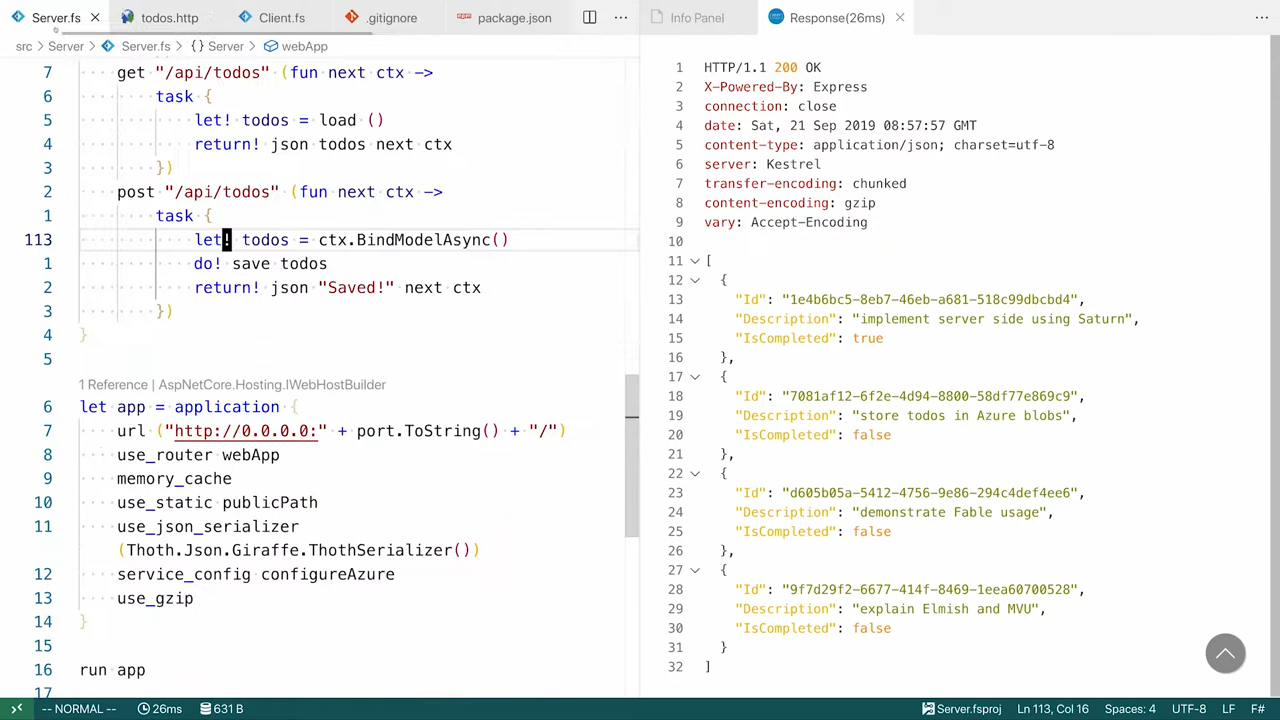 Server.fs
todos.http
Client.fs
.gitignore
package.json
Info Panel
Response(26ms)
src > Server > Server.fs > {} Server > webApp
7 get "/api/todos" (fun next ctx ->
6 task {
5 let! todos = load ()
4 return! json todos next ctx
3 })
2 post "/api/todos" (fun next ctx ->
1 task {
113 let! todos = ctx.BindModelAsync()
1 do! save todos
2 return! json "Saved!" next ctx
3 })
4 }
5
1 Reference | AspNetCore.Hosting.IWebHostBuilder
6 let app = application {
7 url ("http://0.0.0.0:" + port.ToString() + "/")
8 use_router webApp
9 memory_cache
10 use_static publicPath
11 use_json_serializer
(Thoth.Json.Giraffe.ThothSerializer())
12 service_config configureAzure
13 use_gzip
14 }
15
16 run app
17
1 HTTP/1.1 200 OK
2 X-Powered-By: Express
3 connection: close
4 date: Sat, 21 Sep 2019 08:57:57 GMT
5 content-type: application/json; charset=utf-8
6 server: Kestrel
7 transfer-encoding: chunked
8 content-encoding: gzip
9 vary: Accept-Encoding
10
11 [
12 {
13 "Id": "1e4b6bc5-8eb7-46eb-a681-518c99dbcbd4",
14 "Description": "implement server side using Saturn",
15 "IsCompleted": true
16 },
17 {
18 "Id": "7081af12-6f2e-4d94-8800-58df77e869c9",
19 "Description": "store todos in Azure blobs",
20 "IsCompleted": false
21 },
22 {
23 "Id": "d605b05a-5412-4756-9e86-294c4def4ee6",
24 "Description": "demonstrate Fable usage",
25 "IsCompleted": false
26 },
27 {
28 "Id": "9f7d29f2-6677-414f-8469-1eea60700528",
29 "Description": "explain Elmish and MVU",
30 "IsCompleted": false
31 }
32 ]
-- NORMAL -- 26ms 631 B Server.fsproj Ln 113, Col 16 Spaces: 4 UTF-8 LF F#